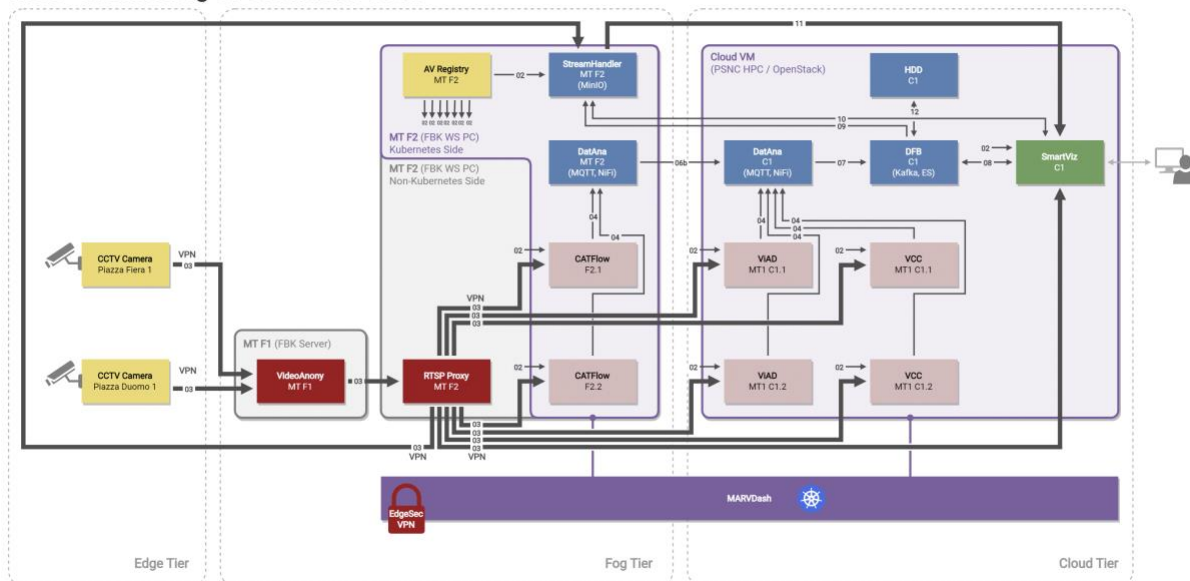 11
AV Registry
MT F2
02
StreamHandler
MT F2
(MinIO)
02 02 02 02 02 02
MT F2 (FBK WS PC)
Kubernetes Side
MT F2 (FBK WS PC)
Non-Kubernetes Side
Cloud VM
(PSNC HPC / OpenStack)
HDD
C1
12
10
09
DatAna
MT F2
(MQTT, NiFi)
06b
DatAna
C1
(MQTT, NiFi)
07
DFB
C1
(Kafka, ES)
02
08
SmartViz
C1
04
04
04
04
04
04
CCTV Camera
Piazza Fiera 1
VPN
03
02
CATFlow
F2.1
02
ViAD
MT1 C1.1
02
VCC
MT1 C1.1
VPN
03
03
03
MT F1 (FBK Server)
CCTV Camera
Piazza Duomo 1
VPN
03
VideoAnony
MT F1
03
RTSP Proxy
MT F2
02
CATFlow
F2.2
02
ViAD
MT1 C1.2
02
VCC
MT1 C1.2
03
03
03
03
03
VPN
VPN
MARVDash
EdgeSec
VPN
Edge Tier
Fog Tier
Cloud Tier